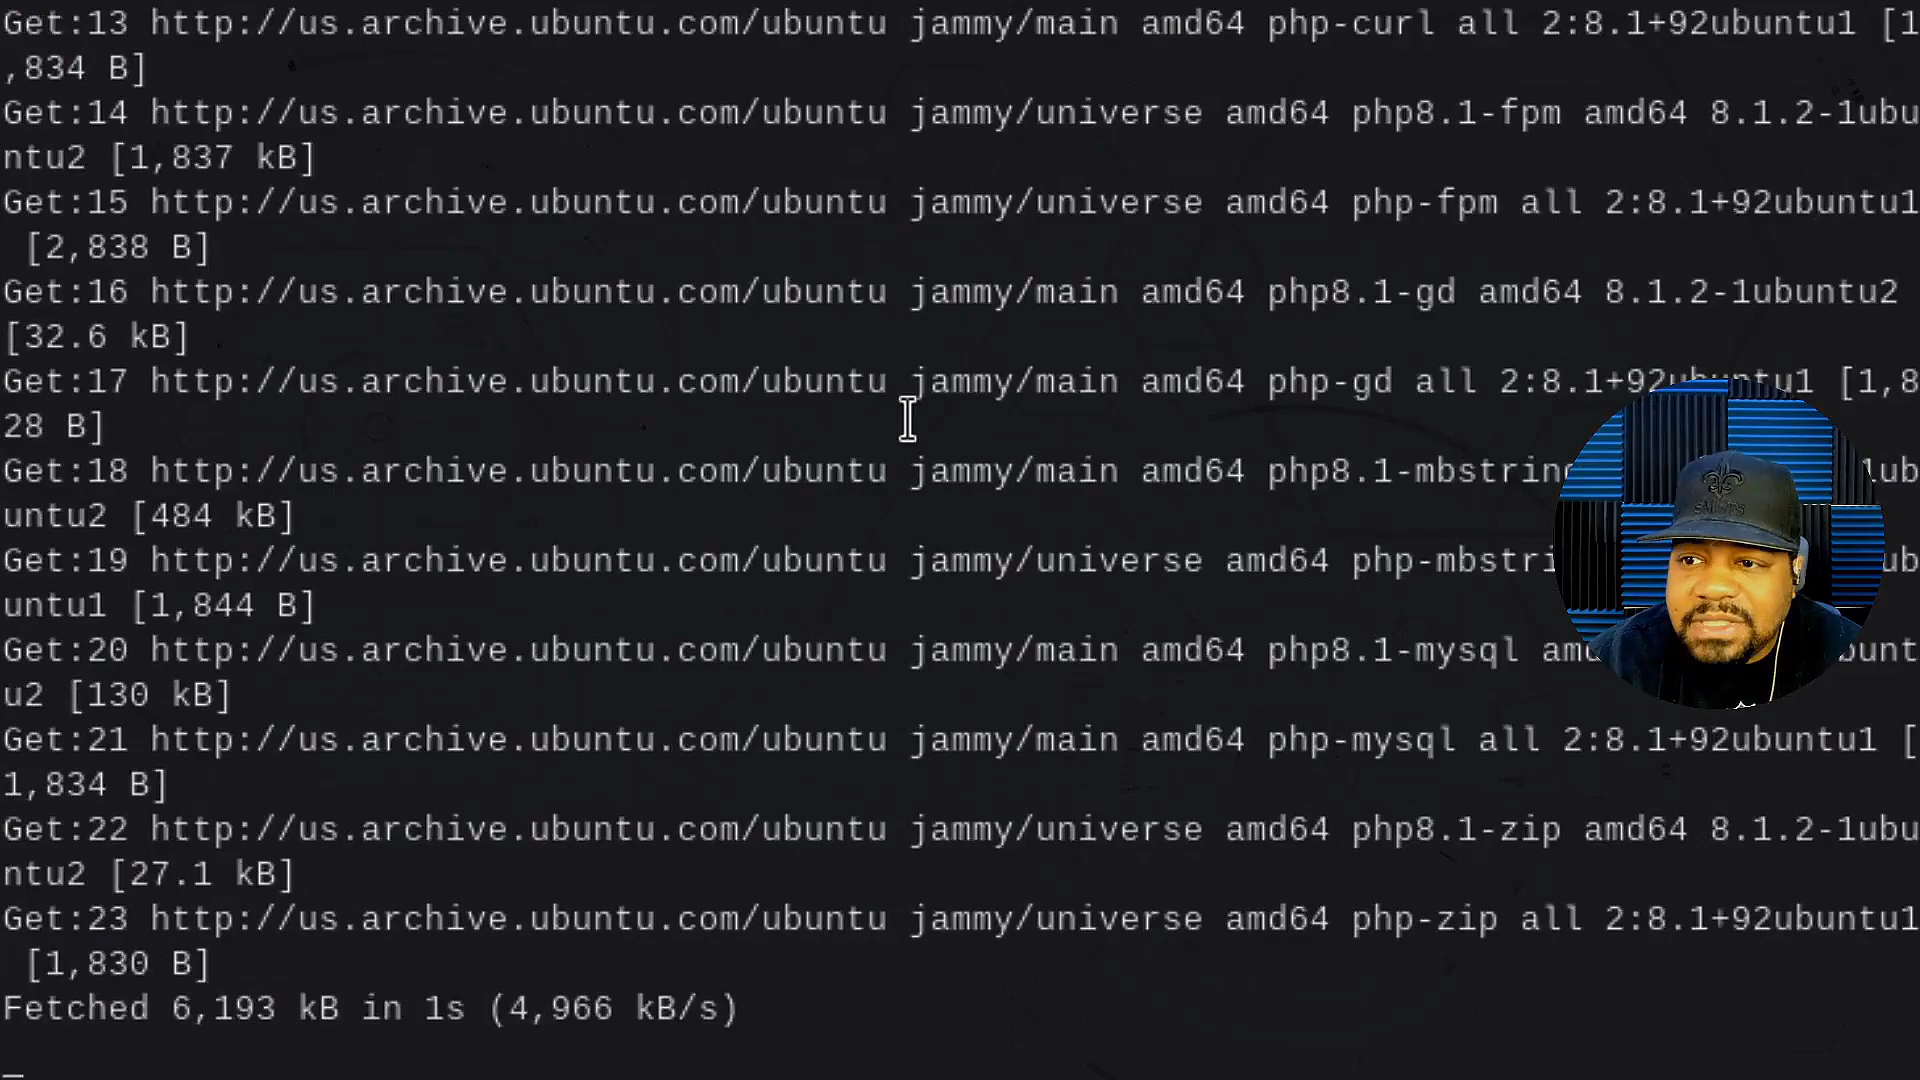 Get:13 http://us.archive.ubuntu.com/ubuntu jammy/main amd64 php-curl all 2:8.1+92ubuntu1 [1
,834 B]
Get:14 http://us.archive.ubuntu.com/ubuntu jammy/universe amd64 php8.1-fpm amd64 8.1.2-1ubu
ntu2 [1,837 kB]
Get:15 http://us.archive.ubuntu.com/ubuntu jammy/universe amd64 php-fpm all 2:8.1+92ubuntu1
[2,838 B]
Get:16 http://us.archive.ubuntu.com/ubuntu jammy/main amd64 php8.1-gd amd64 8.1.2-1ubuntu2
[32.6 kB]
Get:17 http://us.archive.ubuntu.com/ubuntu jammy/main amd64 php-gd all 2:8.1+92ubuntu1 [1,8
28 B]
Get:18 http://us.archive.ubuntu.com/ubuntu jammy/main amd64 php8.1-mbstring 1ub
untu2 [484 kB]
Get:19 http://us.archive.ubuntu.com/ubuntu jammy/universe amd64 php-mbstri ub
untu1 [1,844 B]
Get:20 http://us.archive.ubuntu.com/ubuntu jammy/main amd64 php8.1-mysql amd bunt
u2 [130 kB]
Get:21 http://us.archive.ubuntu.com/ubuntu jammy/main amd64 php-mysql all 2:8.1+92ubuntu1 [
1,834 B]
Get:22 http://us.archive.ubuntu.com/ubuntu jammy/universe amd64 php8.1-zip amd64 8.1.2-1ubu
ntu2 [27.1 kB]
Get:23 http://us.archive.ubuntu.com/ubuntu jammy/universe amd64 php-zip all 2:8.1+92ubuntu1
[1,830 B]
Fetched 6,193 kB in 1s (4,966 kB/s)
SAINTS